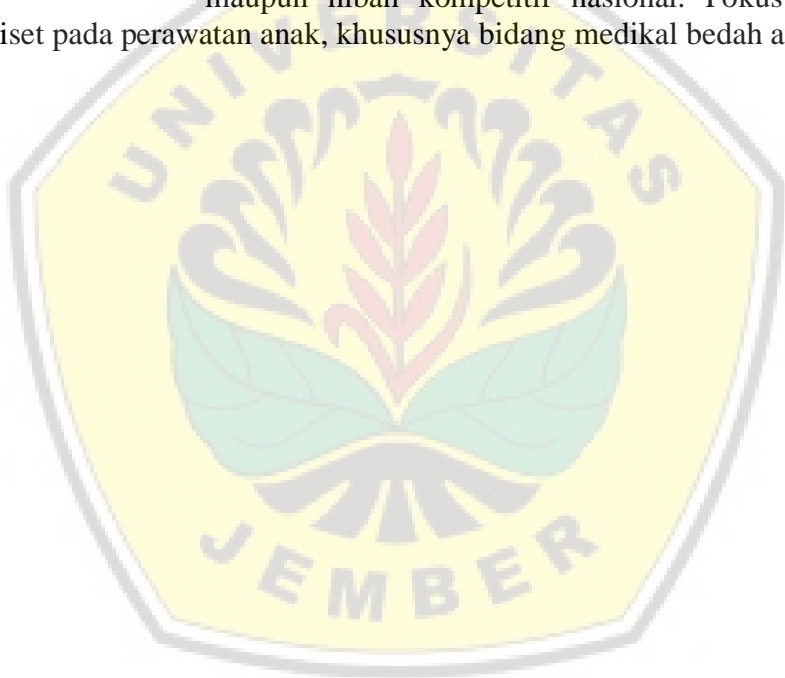 maupun hibah kompetitif nasional. Fokus
iset pada perawatan anak, khususnya bidang medikal bedah a
UNIVERSITAS
JEMBER